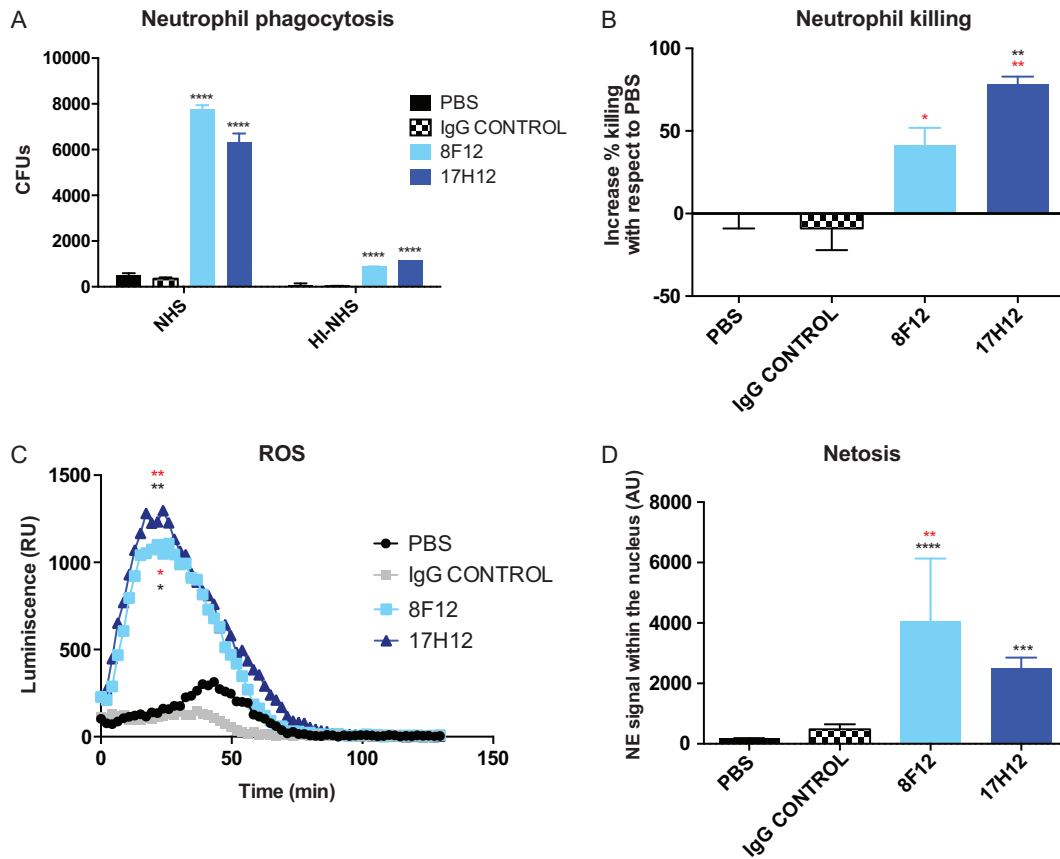 A
Neutrophil phagocytosis
10000
8000
6000
4000
2000
0
CFUs
****
****
****
****
NHS
HI-NHS
PBS
IgG CONTROL
8F12
17H12
B
Neutrophil killing
100
50
0
-50
Increase % killing
with respect to PBS
*
**
**
PBS
IgG CONTROL
8F12
17H12
C
ROS
1500
1000
500
0
Luminiscence (RU)
**
**
*
*
PBS
IgG CONTROL
8F12
17H12
0
50
100
150
Time (min)
D
Netosis
8000
6000
4000
2000
0
NE signal within the nucleus (AU)
**
****
***
PBS
IgG CONTROL
8F12
17H12